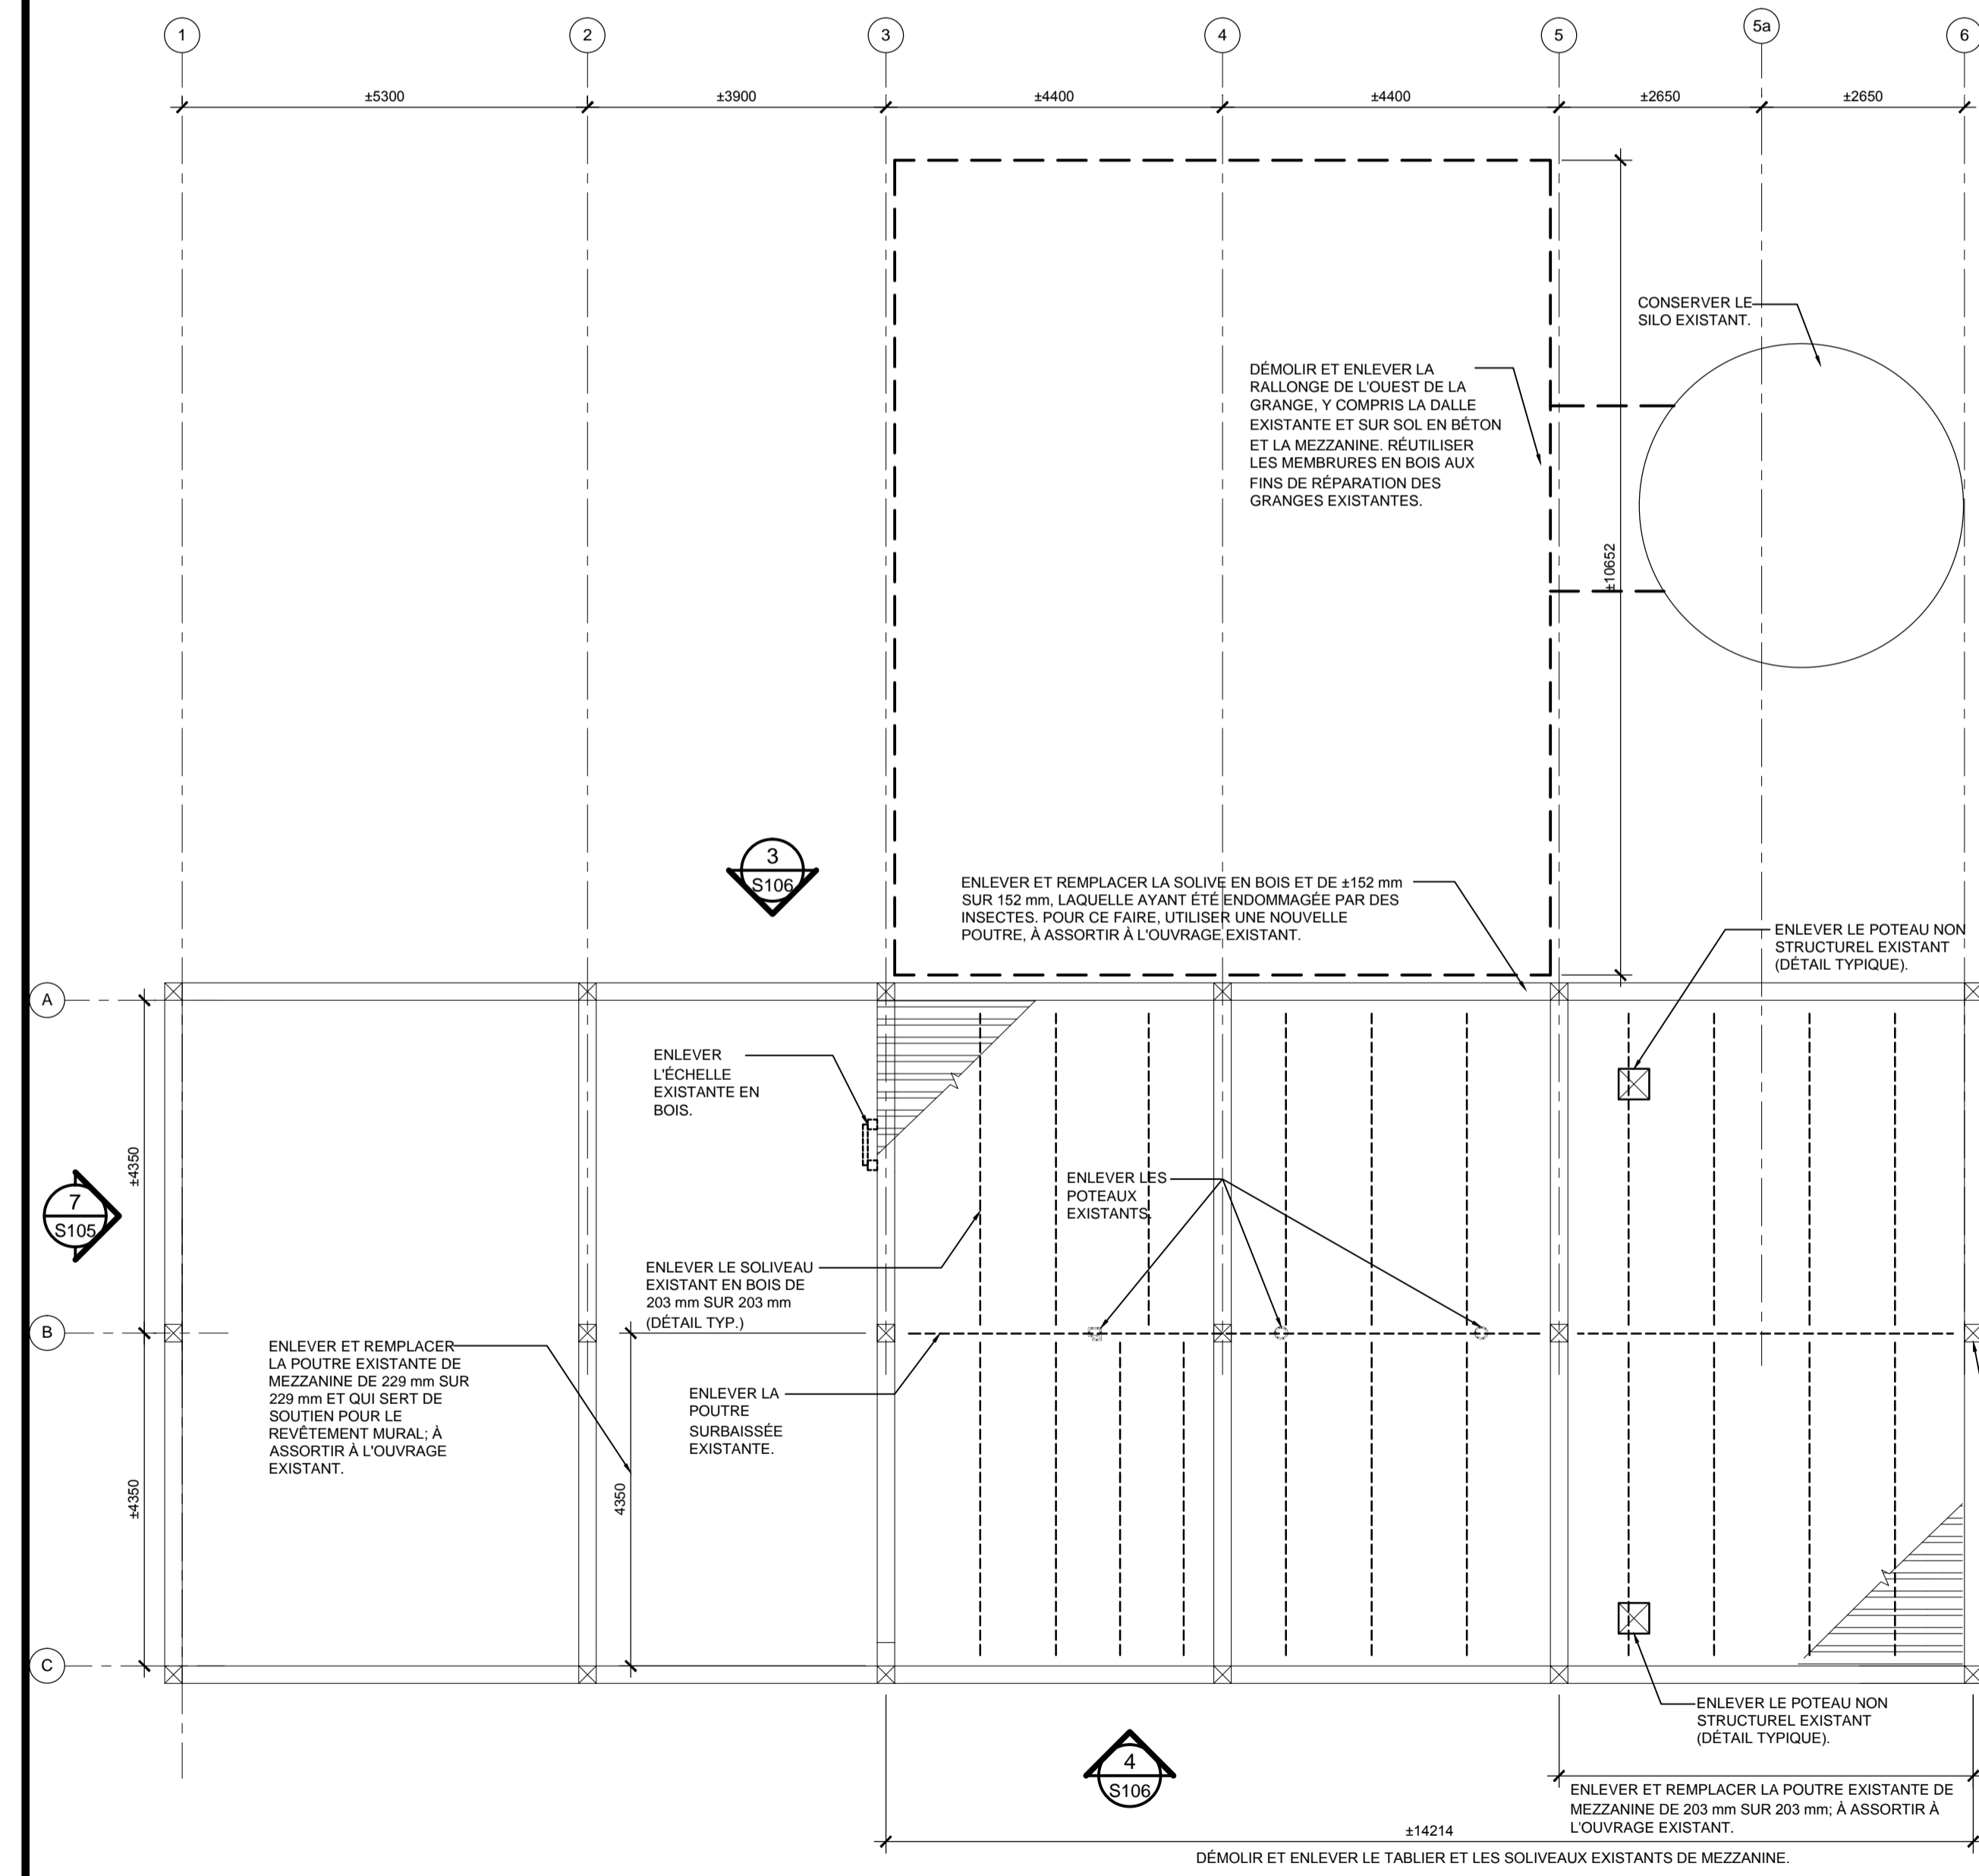 1
2
3
4
5
5a
6
±5300
±3900
±4400
±4400
±2650
±2650
CONSERVER LE
SILO EXISTANT.
DÉMOLIR ET ENLEVER LA
RALLONGE DE L'OUEST DE LA
GRANGE, Y COMPRIS LA DALLE
EXISTANTE ET SUR SOL EN BÉTON
ET LA MEZZANINE. RÉUTILISER
LES MEMBRURES EN BOIS AUX
FINS DE RÉPARATION DES
GRANGES EXISTANTES.
±10652
3
S106
ENLEVER ET REMPLACER LA SOLIVE EN BOIS ET DE ±152 mm
SUR 152 mm, LAQUELLE AYANT ÉTÉ ENDOMMAGÉE PAR DES
INSECTES. POUR CE FAIRE, UTILISER UNE NOUVELLE
POUTRE, À ASSORTIR À L'OUVRAGE EXISTANT.
ENLEVER LE POTEAU NON
STRUCTUREL EXISTANT
(DÉTAIL TYPIQUE).
A
ENLEVER
L'ÉCHELLE
EXISTANTE EN
BOIS.
±4350
7
S105
ENLEVER LES
POTEAUX
EXISTANTS.
ENLEVER LE SOLIVEAU
EXISTANT EN BOIS DE
203 mm SUR 203 mm
(DÉTAIL TYP.)
B
ENLEVER ET REMPLACER
LA POUTRE EXISTANTE DE
MEZZANINE DE 229 mm SUR
229 mm ET QUI SERT DE
SOUTIEN POUR LE
REVÊTEMENT MURAL; À
ASSORTIR À L'OUVRAGE
EXISTANT.
ENLEVER LA
POUTRE
SURBAISSÉE
EXISTANTE.
±4350
4350
C
ENLEVER LE POTEAU NON
STRUCTUREL EXISTANT
(DÉTAIL TYPIQUE).
4
S106
ENLEVER ET REMPLACER LA POUTRE EXISTANTE DE
MEZZANINE DE 203 mm SUR 203 mm; À ASSORTIR À
L'OUVRAGE EXISTANT.
±14214
DÉMOLIR ET ENLEVER LE TABLIER ET LES SOLIVEAUX EXISTANTS DE MEZZANINE.